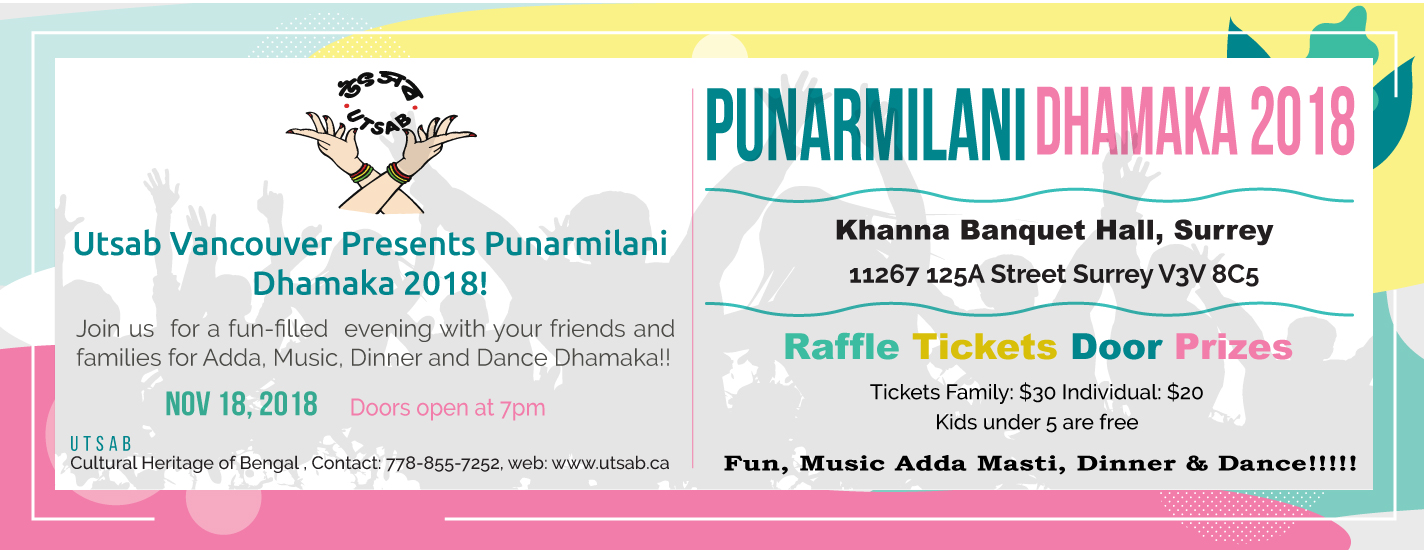 উৎসব
UTSAB
Utsab Vancouver Presents Punarmilani
Dhamaka 2018!
Join us for a fun-filled evening with your friends and
families for Adda, Music, Dinner and Dance Dhamaka!!
NOV 18, 2018 Doors open at 7pm
UTSAB
Cultural Heritage of Bengal , Contact: 778-855-7252, web: www.utsab.ca
PUNARMILANI DHAMAKA 2018
Khanna Banquet Hall, Surrey
11267 125A Street Surrey V3V 8C5
Raffle Tickets Door Prizes
Tickets Family: $30 Individual: $20
Kids under 5 are free
Fun, Music Adda Masti, Dinner & Dance!!!!!